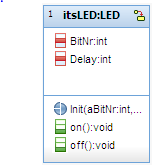 1 itsLED:LED
BitNr:int
Delay:int
Init(aBitNr:int,...
on():void
off():void